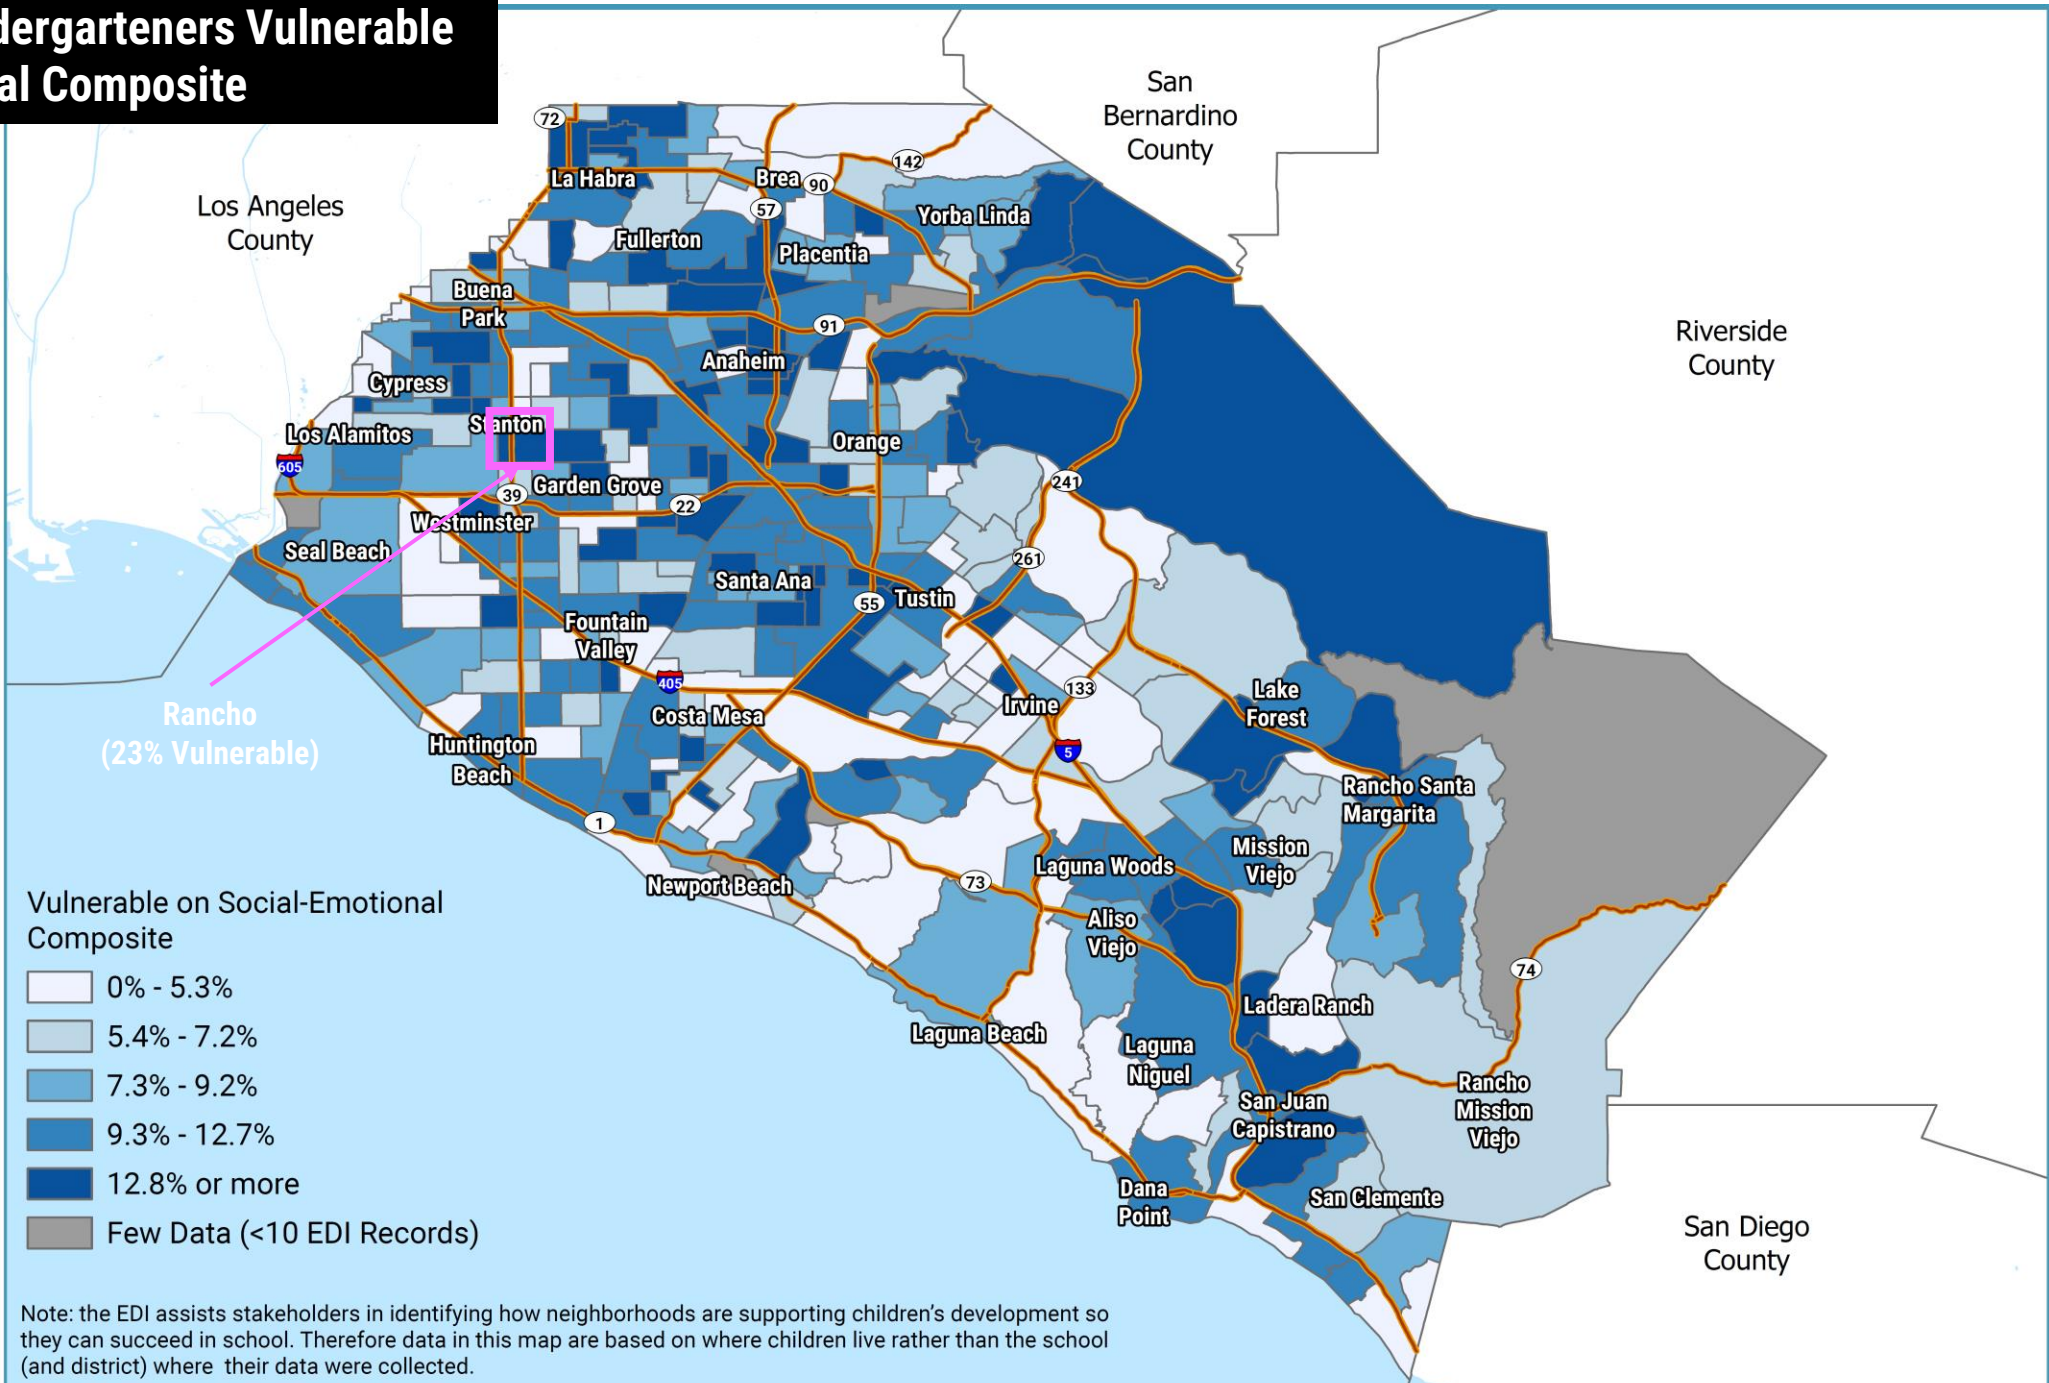 dergarteners Vulnerable
al Composite
San
Bernardino
County
Los Angeles
County
Riverside
County
San Diego
County
72
142
La Habra
Brea
90
57
Yorba Linda
Fullerton
Placentia
Buena
Park
91
Anaheim
Cypress
Stanton
Los Alamitos
Orange
605
39
Garden Grove
22
241
Westminster
Seal Beach
261
Santa Ana
55
Tustin
Fountain
Valley
405
133
Irvine
Lake
Forest
Costa Mesa
Rancho
(23% Vulnerable)
Huntington
Beach
5
Rancho Santa
Margarita
1
Mission
Viejo
Laguna Woods
Newport Beach
73
Aliso
Viejo
74
Ladera Ranch
Laguna Beach
Laguna
Niguel
Rancho
Mission
Viejo
San Juan
Capistrano
Dana
Point
San Clemente
Vulnerable on Social-Emotional
Composite
0% - 5.3%
5.4% - 7.2%
7.3% - 9.2%
9.3% - 12.7%
12.8% or more
Few Data (<10 EDI Records)
Note: the EDI assists stakeholders in identifying how neighborhoods are supporting children's development so
they can succeed in school. Therefore data in this map are based on where children live rather than the school
(and district) where their data were collected.